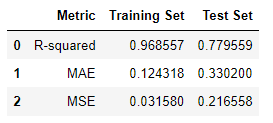 Metric Training Set Test Set
0 R-squared 0.968557 0.779559
1 MAE 0.124318 0.330200
2 MSE 0.031580 0.216558